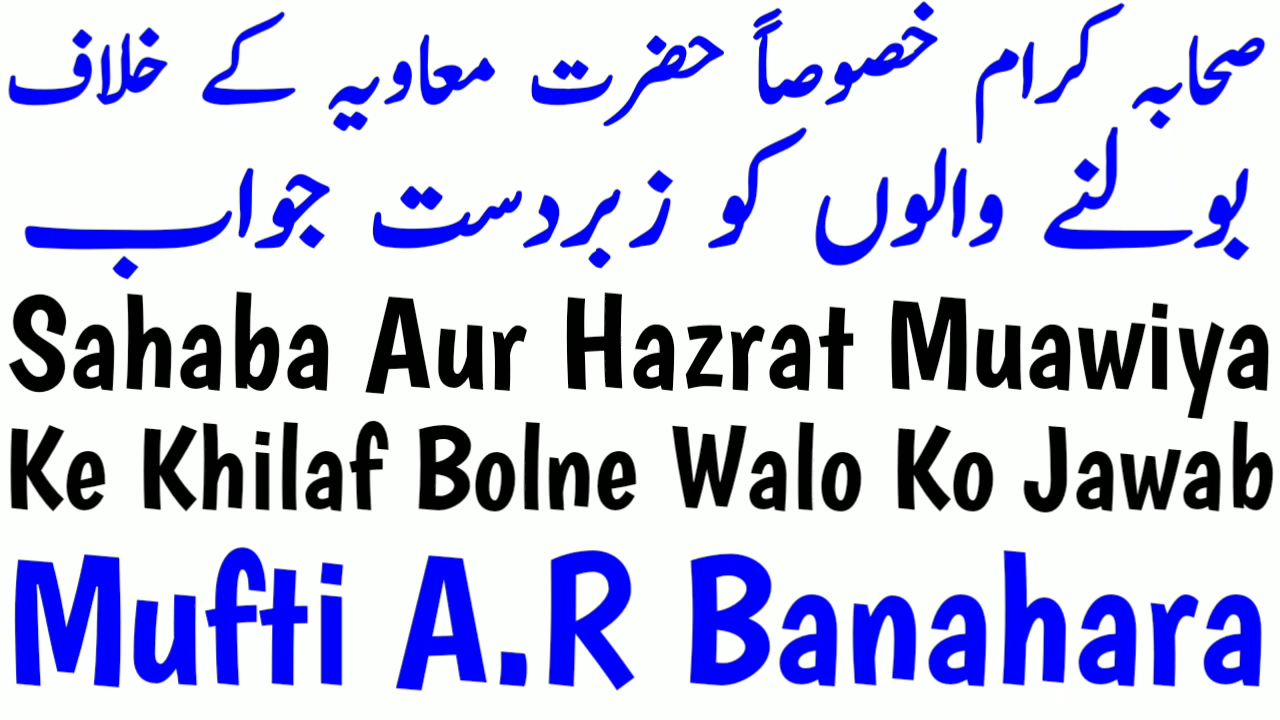 صحابہ کرام خصوصاً حضرت معاویہ کے خلاف
بولنے والوں کو زبردست جواب
Sahaba Aur Hazrat Muawiya
Ke Khilaf Bolne Walo Ko Jawab
Mufti A.R Banahara